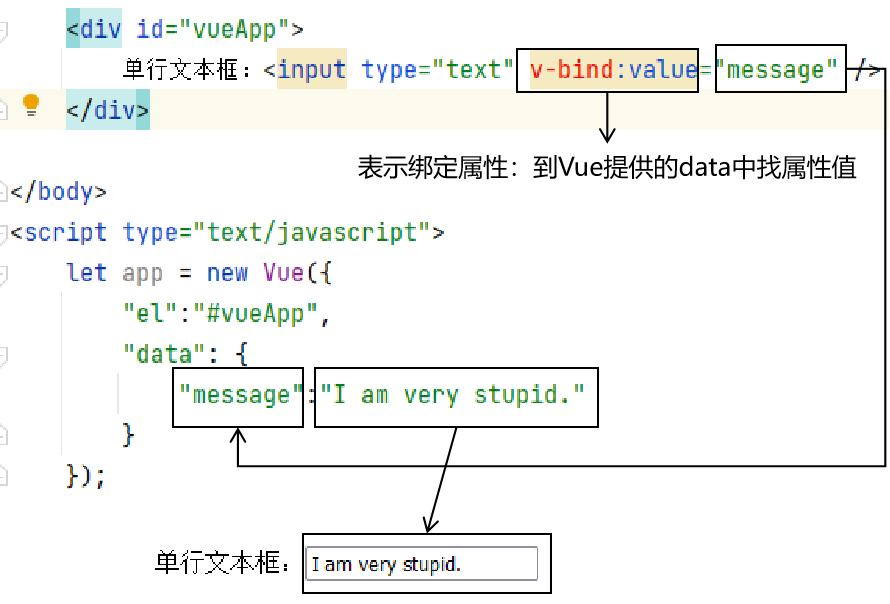 <div id="vueApp">
单行文本框：<input type="text" v-bind:value="message" />
</div>
表示绑定属性：到Vue提供的data中找属性值
</body>
<script type="text/javascript">
let app = new Vue({
"el":"#vueApp",
"data": {
"message":"I am very stupid."
}
});
单行文本框：I am very stupid.